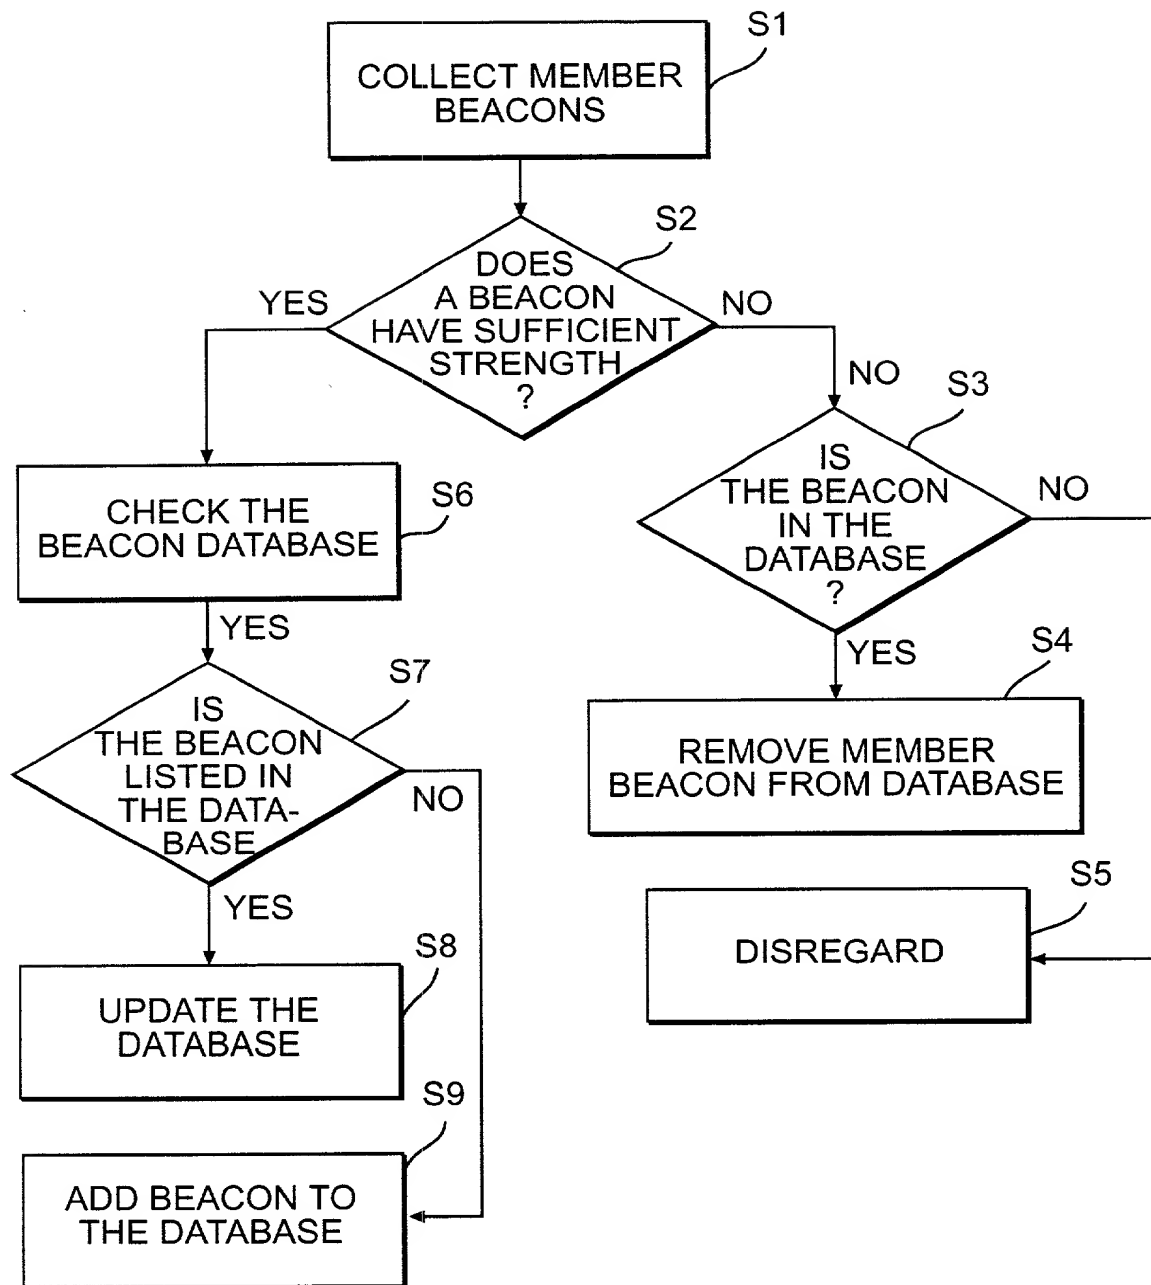 S1
COLLECT MEMBER
BEACONS
S2
DOES
A BEACON
HAVE SUFFICIENT
STRENGTH
?
YES
NO
NO
S3
IS
THE BEACON
IN THE
DATABASE
?
NO
S6
CHECK THE
BEACON DATABASE
YES
YES
S4
REMOVE MEMBER
BEACON FROM DATABASE
S7
IS
THE BEACON
LISTED IN
THE DATA-
BASE
NO
YES
S5
DISREGARD
S8
UPDATE THE
DATABASE
S9
ADD BEACON TO
THE DATABASE